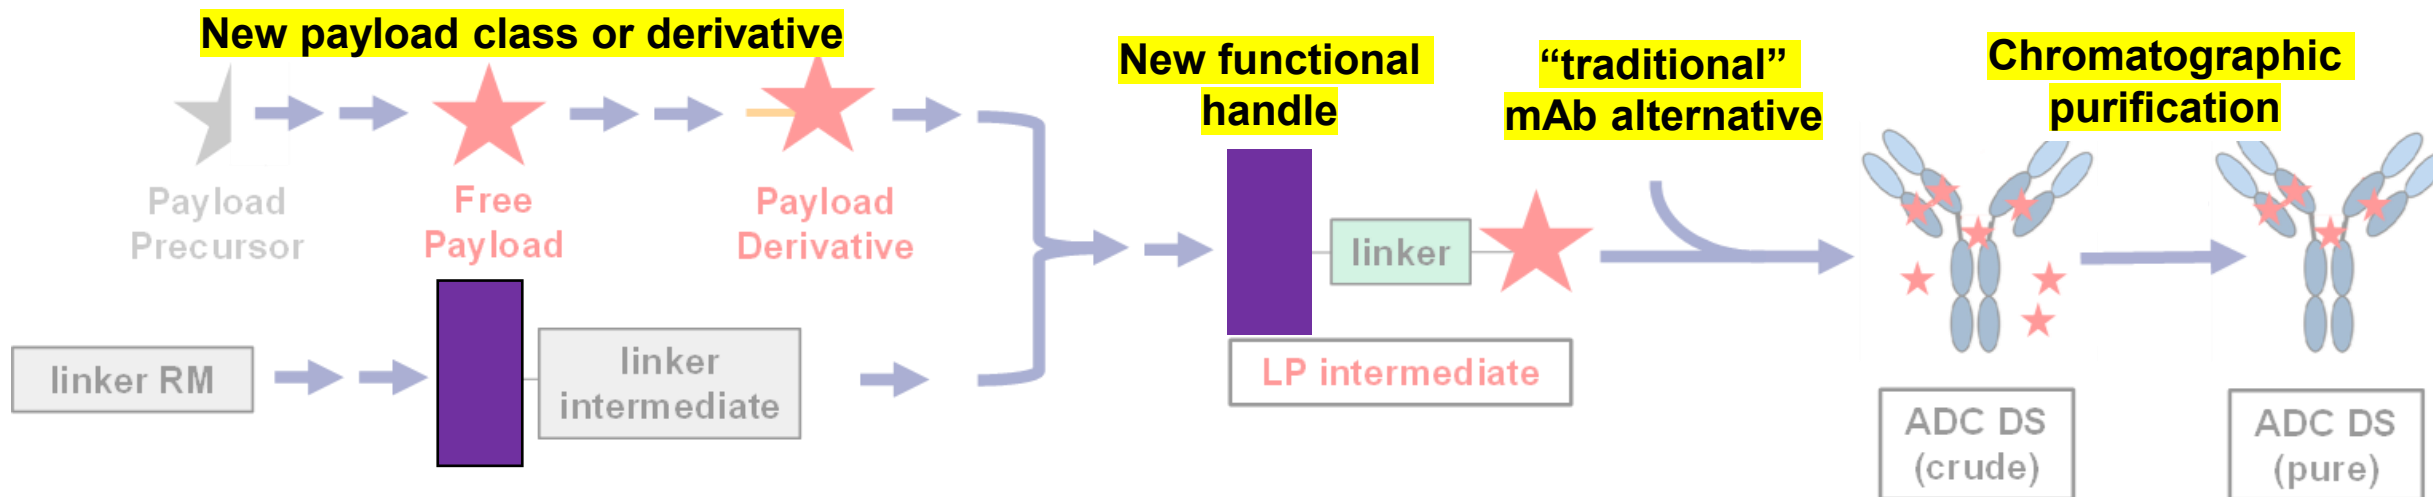 New payload class or derivative
New functional
handle
“traditional”
mAb alternative
Chromatographic
purification
Payload
Precursor
Free
Payload
Payload
Derivative
linker
linker RM
linker
intermediate
LP intermediate
ADC DS
(crude)
ADC DS
(pure)